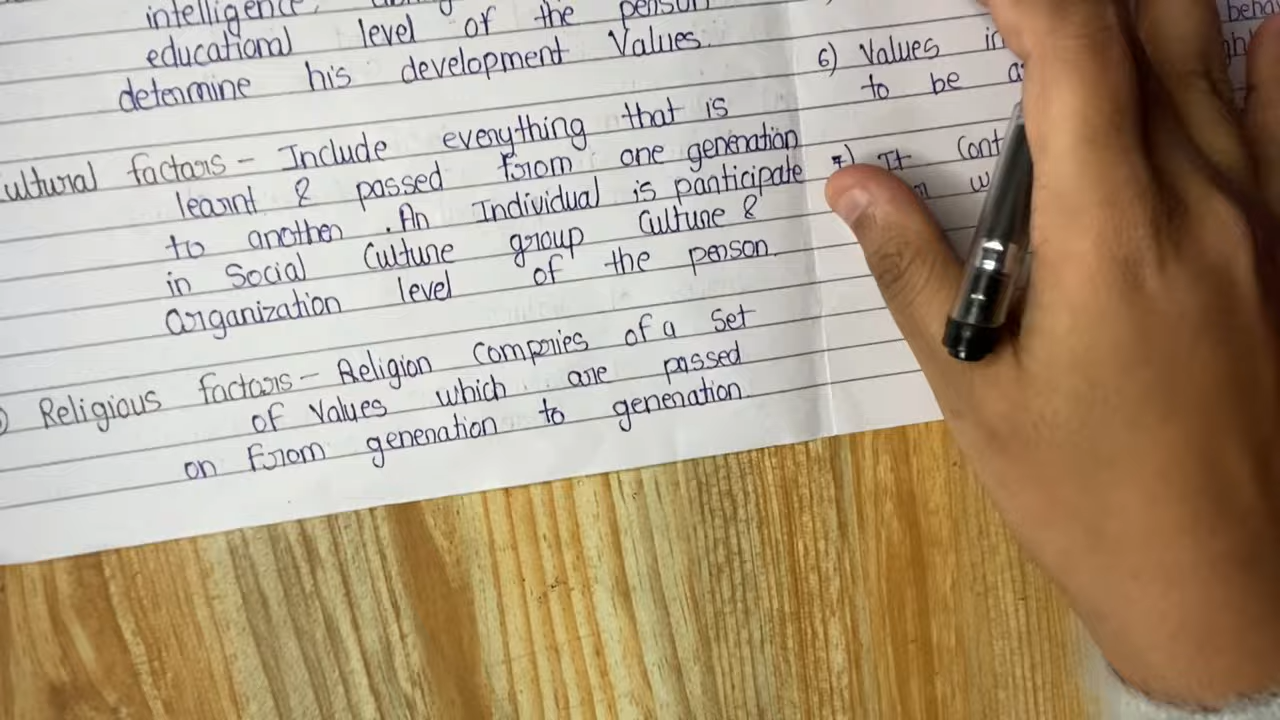 intelligence,
educational level of the person
determine his development Values.
ultural factors - Include everything that is
learnt & passed from one generation
to another. An Individual is participate
in Social Culture group Culture &
organization level of the person.
Religious factors - Religion compries of a set
of values which are passed
on from generation to generation.
6) Values in
to be
7) It Cont